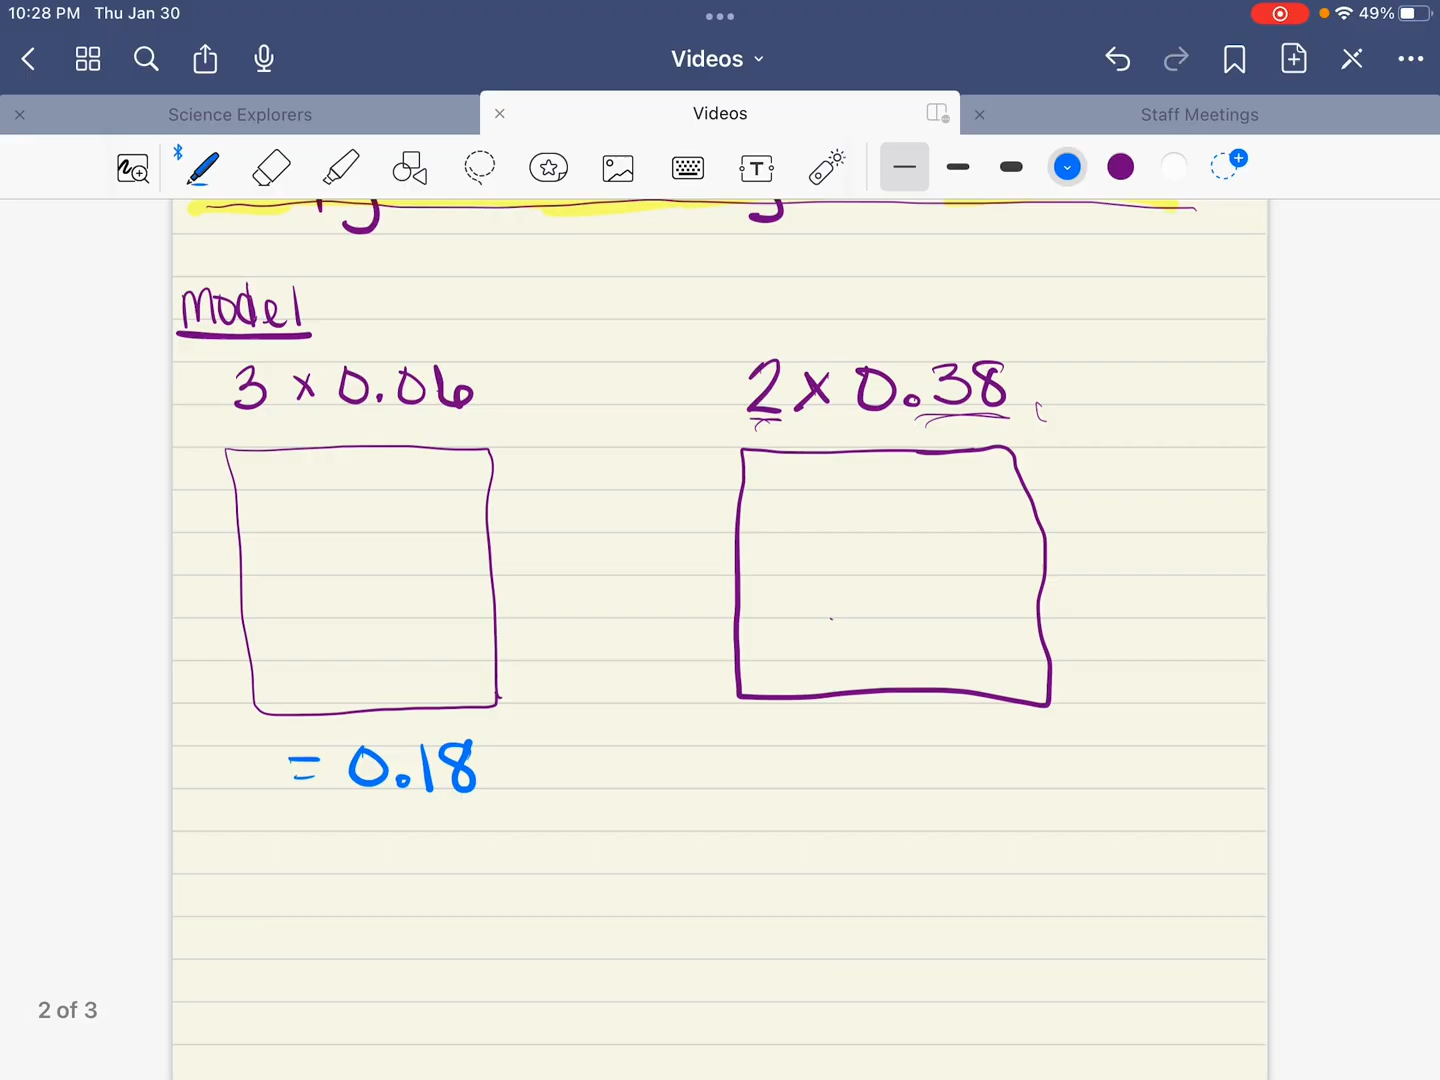 10:28 PM Thu Jan 30
49%
Videos
Science Explorers
Videos
Staff Meetings
T
Model
3 x 0.06
2 x 0.38
= 0.18
2 of 3